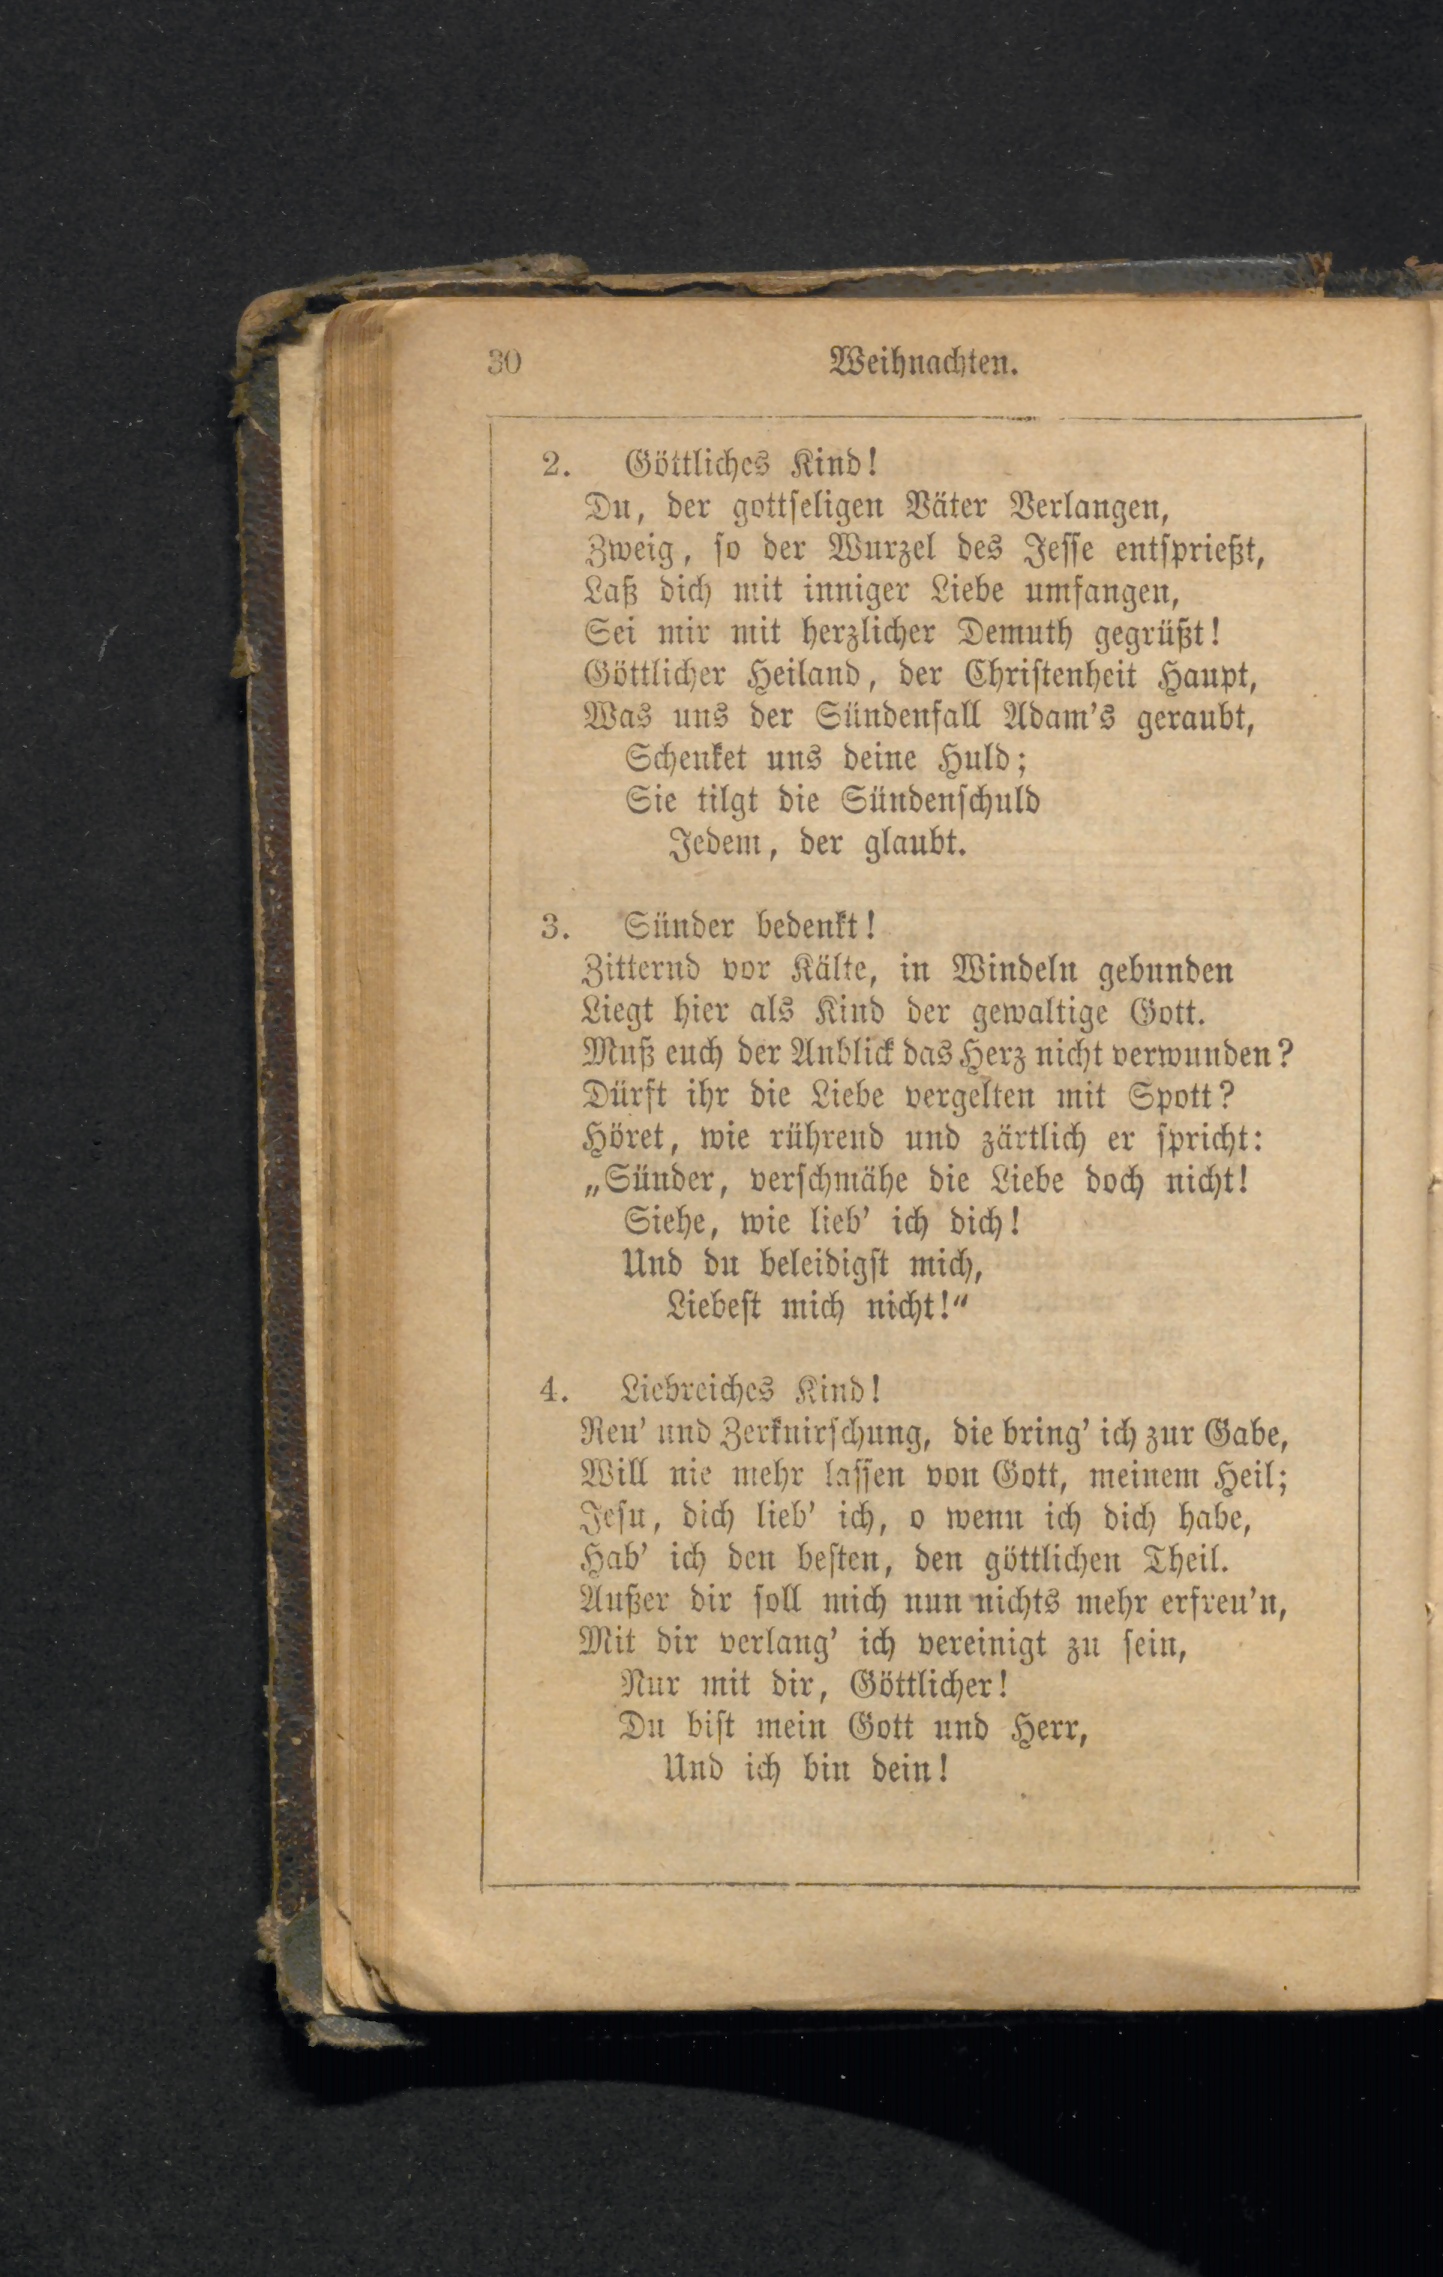 30 Weihnachten.
2. Göttliches Kind!
Du, der gottseligen Väter Verlangen,
Zweig, so der Wurzel des Jesse entsprießt,
Laß dich mit inniger Liebe umfangen,
Sei mir mit herzlicher Demuth gegrüßt!
Göttlicher Heiland, der Christenheit Haupt,
Was uns der Sündenfall Adam's geraubt,
Schenket uns deine Huld;
Sie tilgt die Sündenschuld
Jedem, der glaubt.
3. Sünder bedenkt!
Zitternd vor Kälte, in Windeln gebunden
Liegt hier als Kind der gewaltige Gott.
Muß euch der Anblick das Herz nicht verwunden?
Dürft ihr die Liebe vergelten mit Spott?
Höret, wie rührend und zärtlich er spricht:
„Sünder, verschmähe die Liebe doch nicht!
Siehe, wie lieb' ich dich!
Und du beleidigst mich,
Liebest mich nicht!“
4. Liebreiches Kind!
Reu' und Zerknirschung, die bring' ich zur Gabe,
Will nie mehr lassen von Gott, meinem Heil;
Jesu, dich lieb' ich, o wenn ich dich habe,
Hab' ich den besten, den göttlichen Theil.
Außer dir soll mich nun nichts mehr erfreu'n,
Mit dir verlang' ich vereinigt zu sein,
Nur mit dir, Göttlicher!
Du bist mein Gott und Herr,
Und ich bin dein!